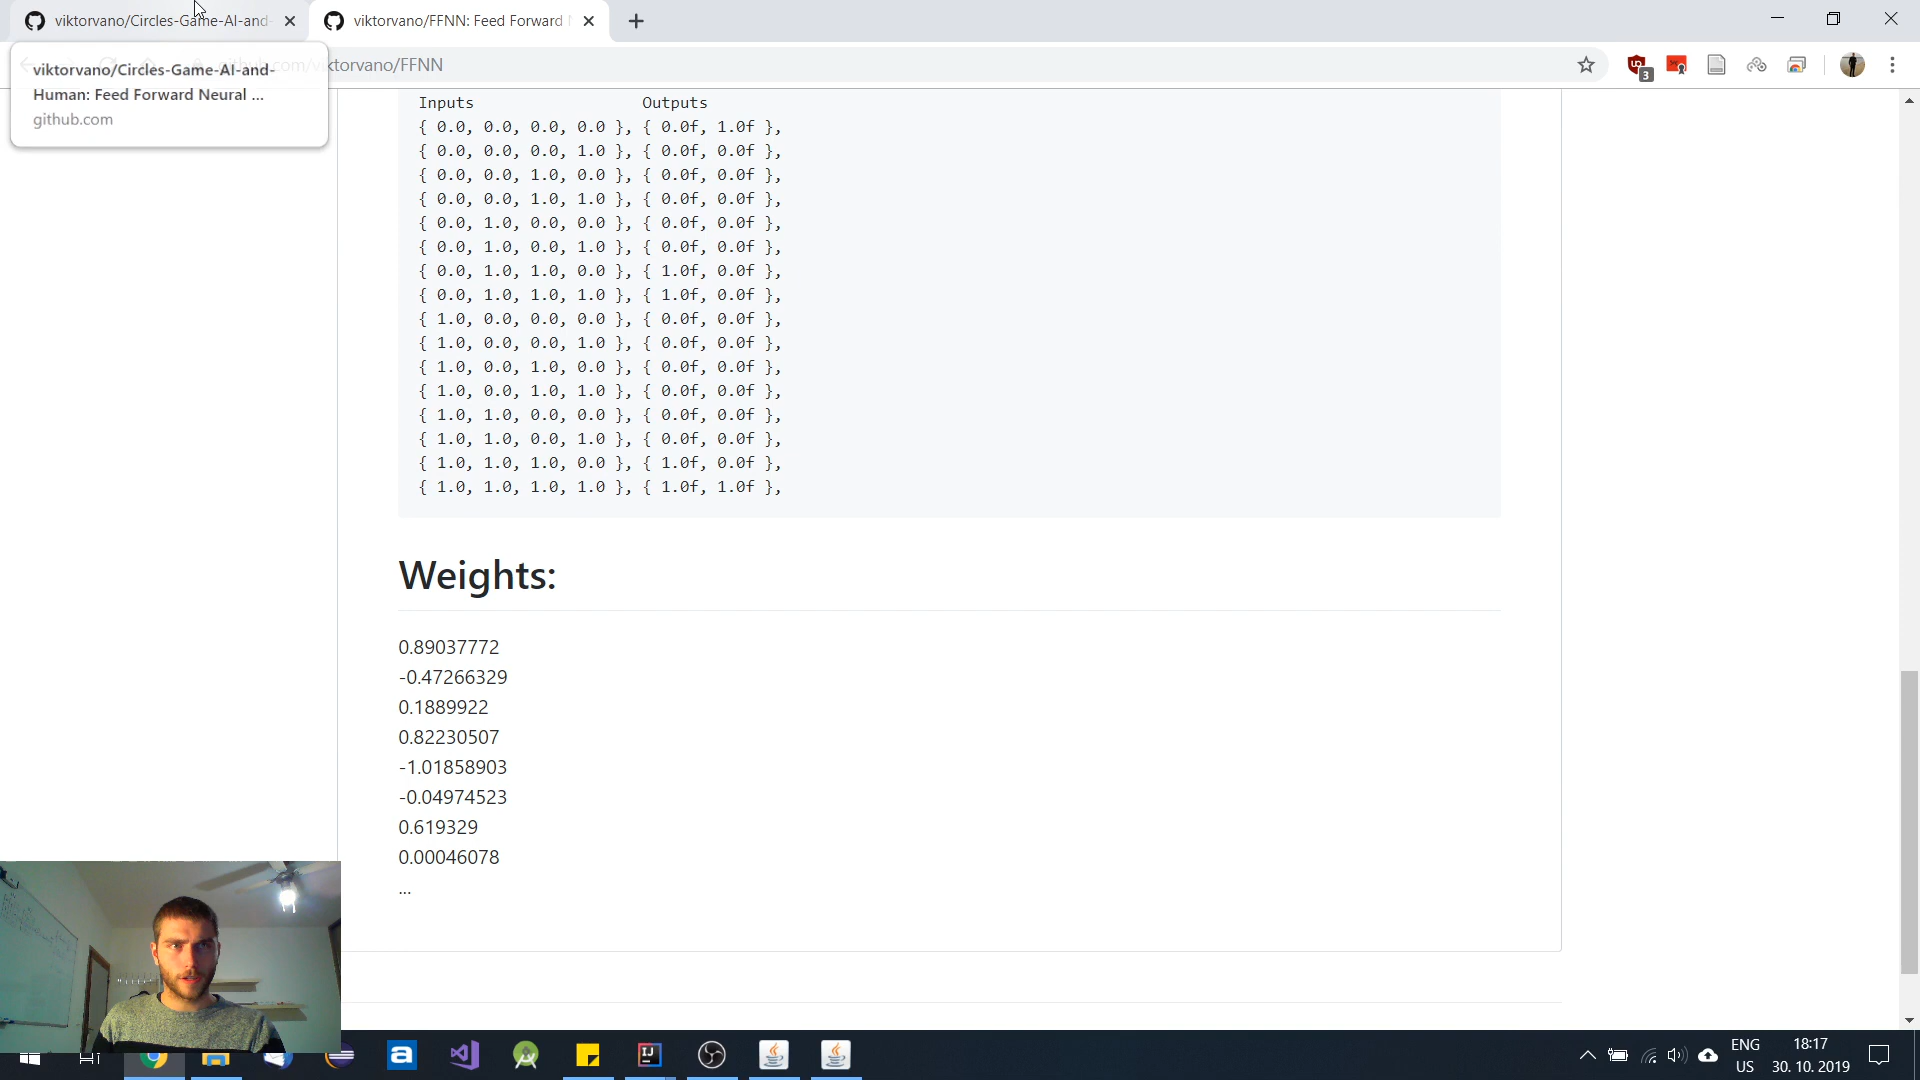 viktorvano/Circles-Game-AI-and-
viktorvano/FFNN: Feed Forward
viktorvano/Circles-Game-AI-and-
Human: Feed Forward Neural ...
github.com
github.com/viktorvano/FFNN
3
Inputs Outputs
{ 0.0, 0.0, 0.0, 0.0 }, { 0.0f, 1.0f },
{ 0.0, 0.0, 0.0, 1.0 }, { 0.0f, 0.0f },
{ 0.0, 0.0, 1.0, 0.0 }, { 0.0f, 0.0f },
{ 0.0, 0.0, 1.0, 1.0 }, { 0.0f, 0.0f },
{ 0.0, 1.0, 0.0, 0.0 }, { 0.0f, 0.0f },
{ 0.0, 1.0, 0.0, 1.0 }, { 0.0f, 0.0f },
{ 0.0, 1.0, 1.0, 0.0 }, { 1.0f, 0.0f },
{ 0.0, 1.0, 1.0, 1.0 }, { 1.0f, 0.0f },
{ 1.0, 0.0, 0.0, 0.0 }, { 0.0f, 0.0f },
{ 1.0, 0.0, 0.0, 1.0 }, { 0.0f, 0.0f },
{ 1.0, 0.0, 1.0, 0.0 }, { 0.0f, 0.0f },
{ 1.0, 0.0, 1.0, 1.0 }, { 0.0f, 0.0f },
{ 1.0, 1.0, 0.0, 0.0 }, { 0.0f, 0.0f },
{ 1.0, 1.0, 0.0, 1.0 }, { 0.0f, 0.0f },
{ 1.0, 1.0, 1.0, 0.0 }, { 1.0f, 0.0f },
{ 1.0, 1.0, 1.0, 1.0 }, { 1.0f, 1.0f },
Weights:
0.89037772
-0.47266329
0.1889922
0.82230507
-1.01858903
-0.04974523
0.619329
0.00046078
...
ENG
US
18:17
30. 10. 2019